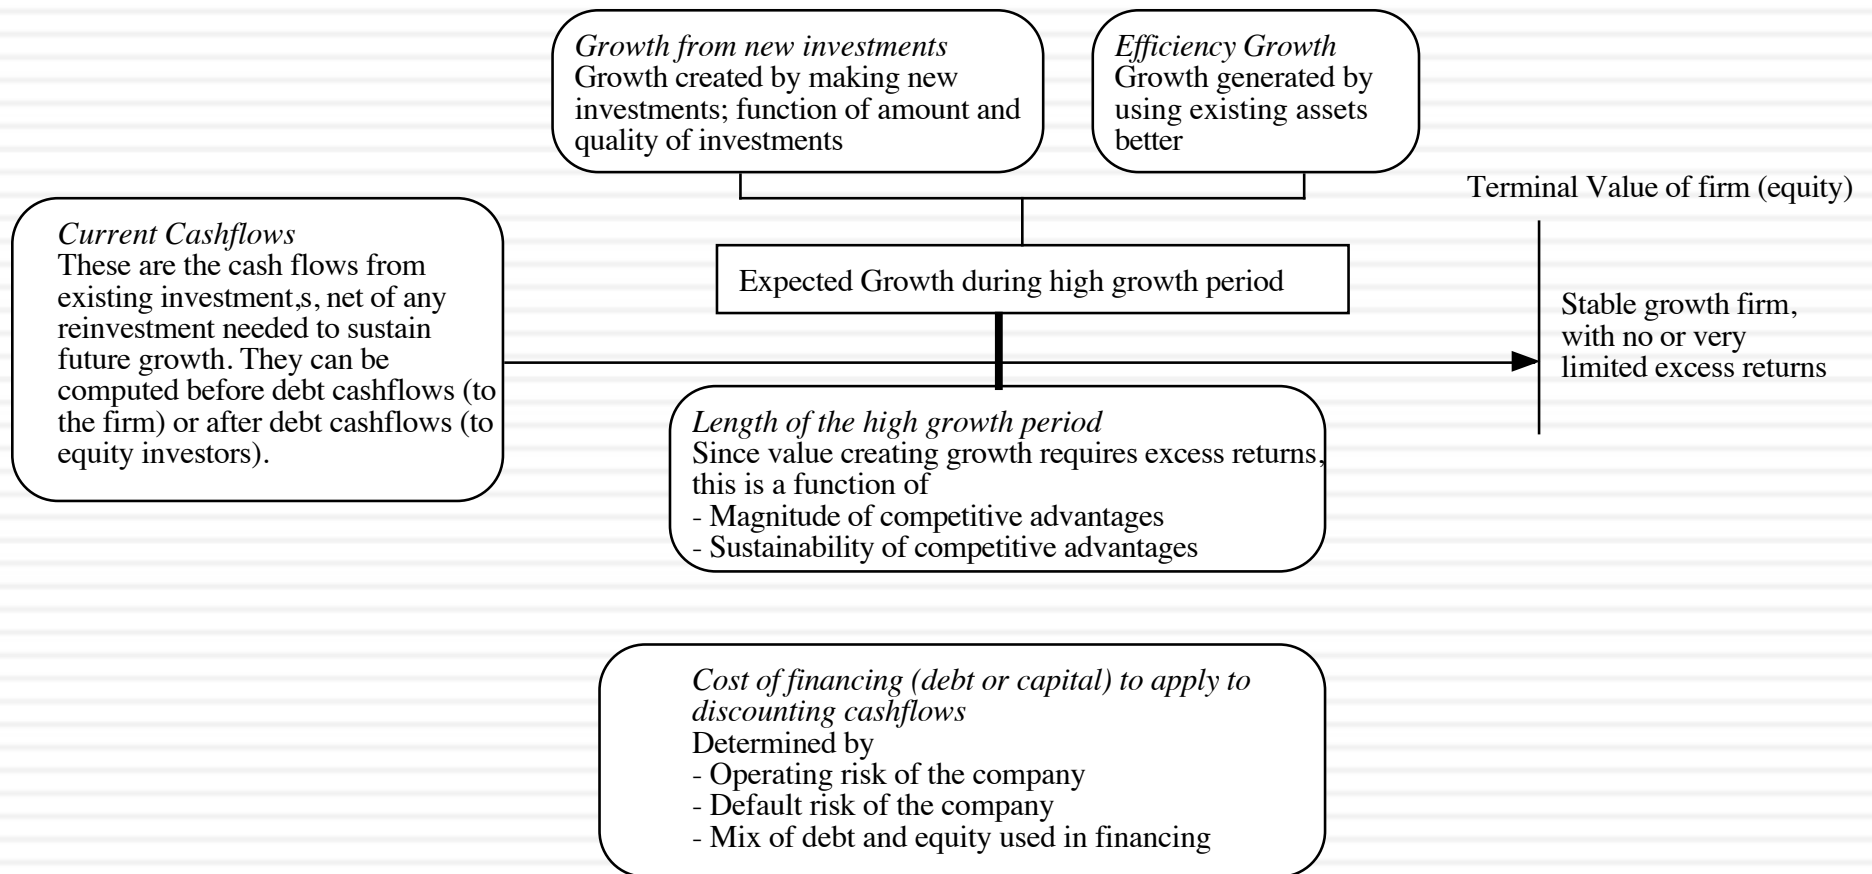 Growth from new investments
Growth created by making new
investments; function of amount and
quality of investments
Efficiency Growth
Growth generated by
using existing assets
better
Terminal Value of firm (equity)
Current Cashflows
These are the cash flows from
existing investment,s, net of any
reinvestment needed to sustain
future growth. They can be
computed before debt cashflows (to
the firm) or after debt cashflows (to
equity investors).
Expected Growth during high growth period
Stable growth firm,
with no or very
limited excess returns
Length of the high growth period
Since value creating growth requires excess returns,
this is a function of
- Magnitude of competitive advantages
- Sustainability of competitive advantages
Cost of financing (debt or capital) to apply to
discounting cashflows
Determined by
- Operating risk of the company
- Default risk of the company
- Mix of debt and equity used in financing